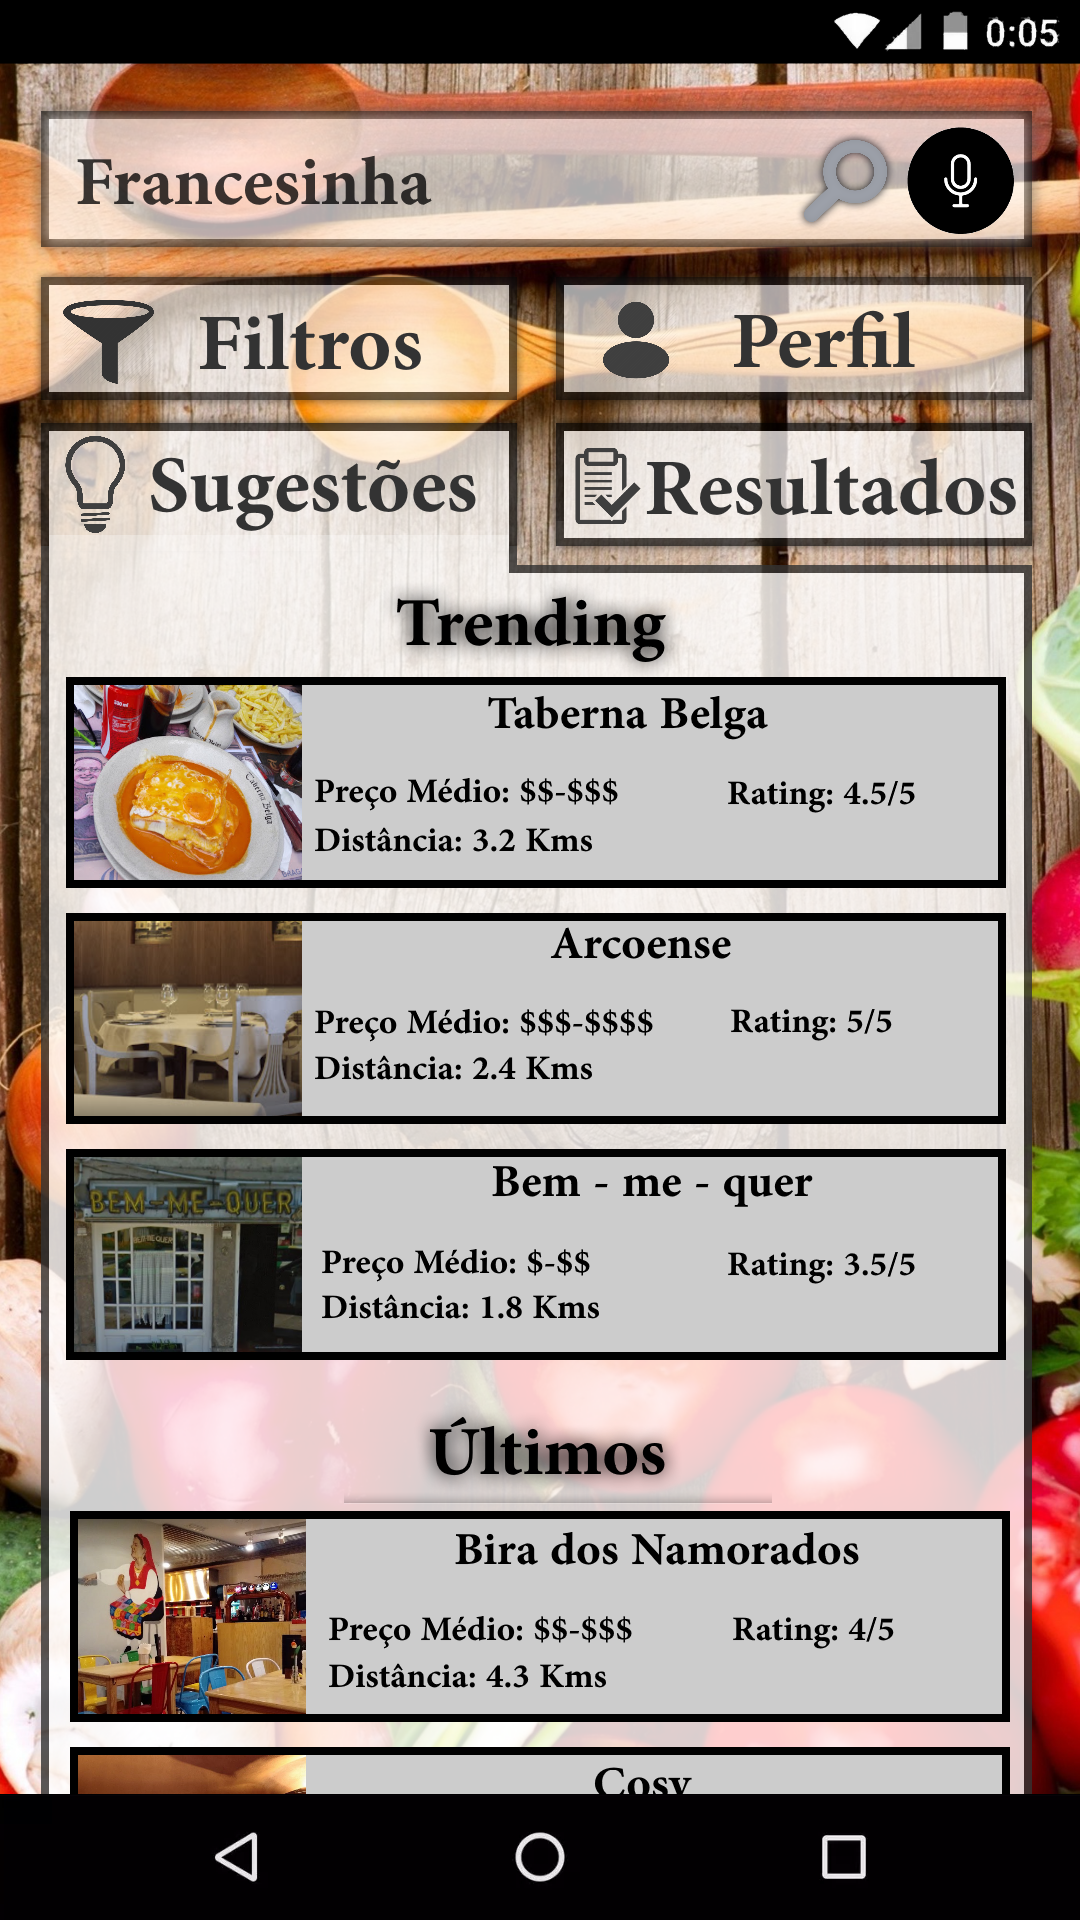 0:05
Francesinha
Filtros
Perfil
Sugestões
Resultados
Trending
Taberna Belga
Taberna Belga
Preço Médio: $$-$$$
Rating: 4.5/5
Distância: 3.2 Kms
Arcoense
Preço Médio: $$$-$$$$
Rating: 5/5
Distância: 2.4 Kms
BEM-ME-QUER
Bem - me - quer
Preço Médio: $-$$
Rating: 3.5/5
Distância: 1.8 Kms
Últimos
Bira dos Namorados
Preço Médio: $$-$$$
Rating: 4/5
Distância: 4.3 Kms
Cosy